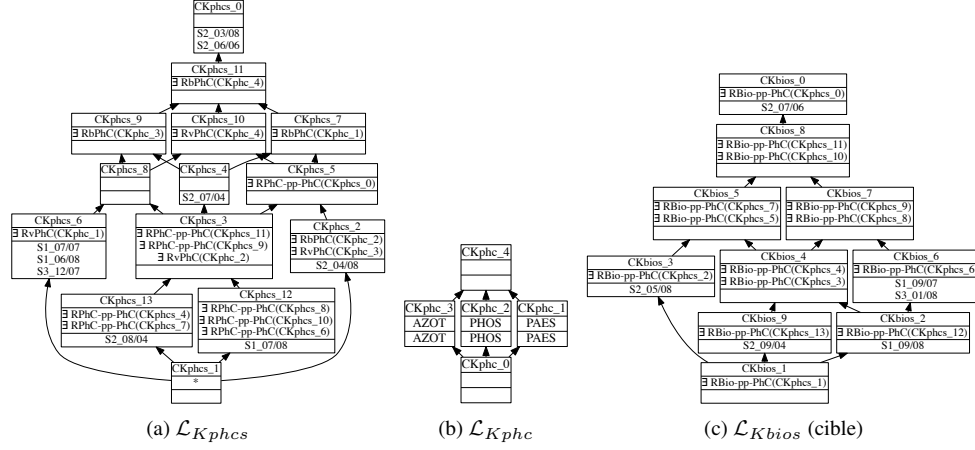 CKphcs_0
S2_03/08
S2_06/06
CKphcs_11
∃ RbPhC(CKphc_4)
CKphcs_9
∃ RbPhC(CKphc_3)
CKphcs_10
∃ RvPhC(CKphc_4)
CKphcs_7
∃ RbPhC(CKphc_1)
CKphcs_8
CKphcs_4
S2_07/04
CKphcs_5
∃ RPhC-pp-PhC(CKphcs_0)
CKphcs_6
∃ RvPhC(CKphc_1)
S1_07/07
S1_06/08
S3_12/07
CKphcs_3
∃ RPhC-pp-PhC(CKphcs_11)
∃ RPhC-pp-PhC(CKphcs_9)
∃ RvPhC(CKphc_2)
CKphcs_2
∃ RbPhC(CKphc_2)
∃ RvPhC(CKphc_3)
S2_04/08
CKphcs_13
∃ RPhC-pp-PhC(CKphcs_4)
∃ RPhC-pp-PhC(CKphcs_7)
S2_08/04
CKphcs_12
∃ RPhC-pp-PhC(CKphcs_8)
∃ RPhC-pp-PhC(CKphcs_10)
∃ RPhC-pp-PhC(CKphcs_6)
S1_07/08
CKphcs_1
*
(a) ℒKphcs
CKphc_4
CKphc_3
AZOT
AZOT
CKphc_2
PHOS
PHOS
CKphc_1
PAES
PAES
CKphc_0
(b) ℒKphc
CKbios_0
∃ RBio-pp-PhC(CKphcs_0)
S2_07/06
CKbios_8
∃ RBio-pp-PhC(CKphcs_11)
∃ RBio-pp-PhC(CKphcs_10)
CKbios_5
∃ RBio-pp-PhC(CKphcs_7)
∃ RBio-pp-PhC(CKphcs_5)
CKbios_7
∃ RBio-pp-PhC(CKphcs_9)
∃ RBio-pp-PhC(CKphcs_8)
CKbios_3
∃ RBio-pp-PhC(CKphcs_2)
S2_05/08
CKbios_4
∃ RBio-pp-PhC(CKphcs_4)
∃ RBio-pp-PhC(CKphcs_3)
CKbios_6
∃ RBio-pp-PhC(CKphcs_6
S1_09/07
S3_01/08
CKbios_9
∃ RBio-pp-PhC(CKphcs_13)
S2_09/04
CKbios_2
∃ RBio-pp-PhC(CKphcs_12)
S1_09/08
CKbios_1
∃ RBio-pp-PhC(CKphcs_1)
(c) ℒKbios (cible)